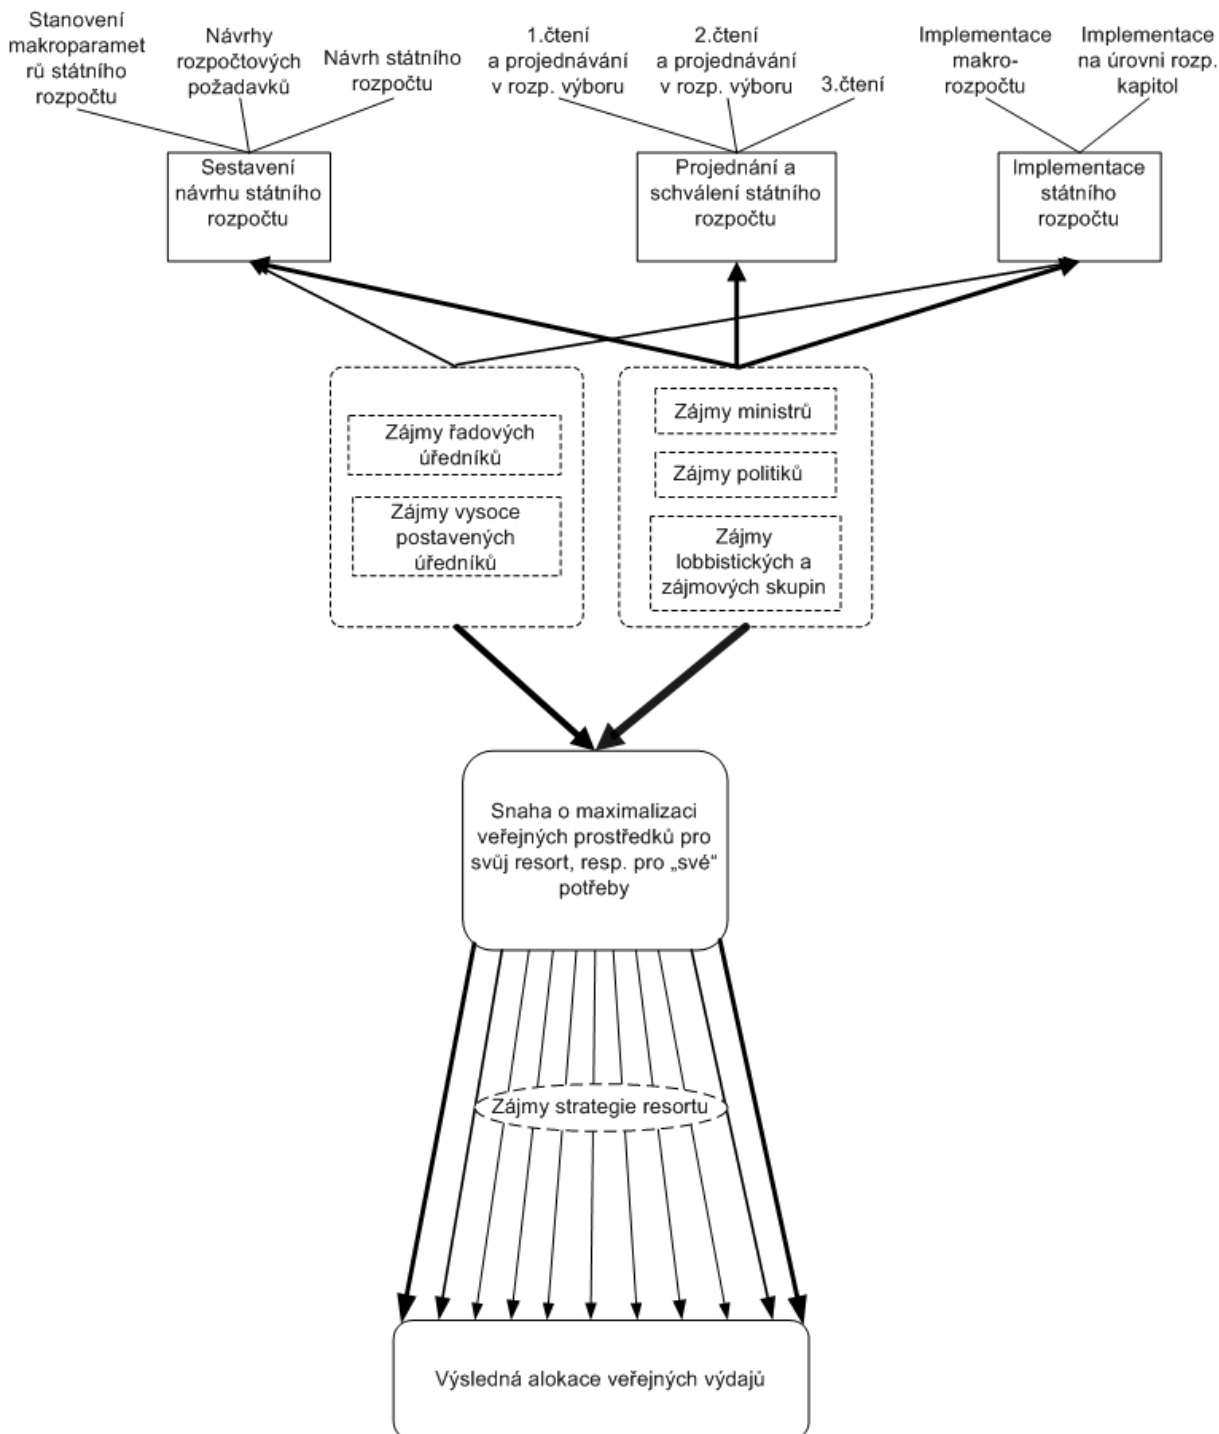 Stanovení
makroparamet
rů státního
rozpočtu
Návrhy
rozpočtových
požadavků
Návrh státního
rozpočtu
1.čtení
a projednávání
v rozp. výboru
2.čtení
a projednávání
v rozp. výboru
3.čtení
Implementace
makro-
rozpočtu
Implementace
na úrovni rozp.
kapitol
Sestavení
návrhu státního
rozpočtu
Projednání a
schválení státního
rozpočtu
Implementace
státního
rozpočtu
Zájmy řadových
úředníků
Zájmy vysoce
postavených
úředníků
Zájmy ministrů
Zájmy politiků
Zájmy
lobbistických a
zájmových skupin
Snaha o maximalizaci
veřejných prostředků pro
svůj resort, resp. pro „své“
potřeby
Zájmy strategie resortu
Výsledná alokace veřejných výdajů